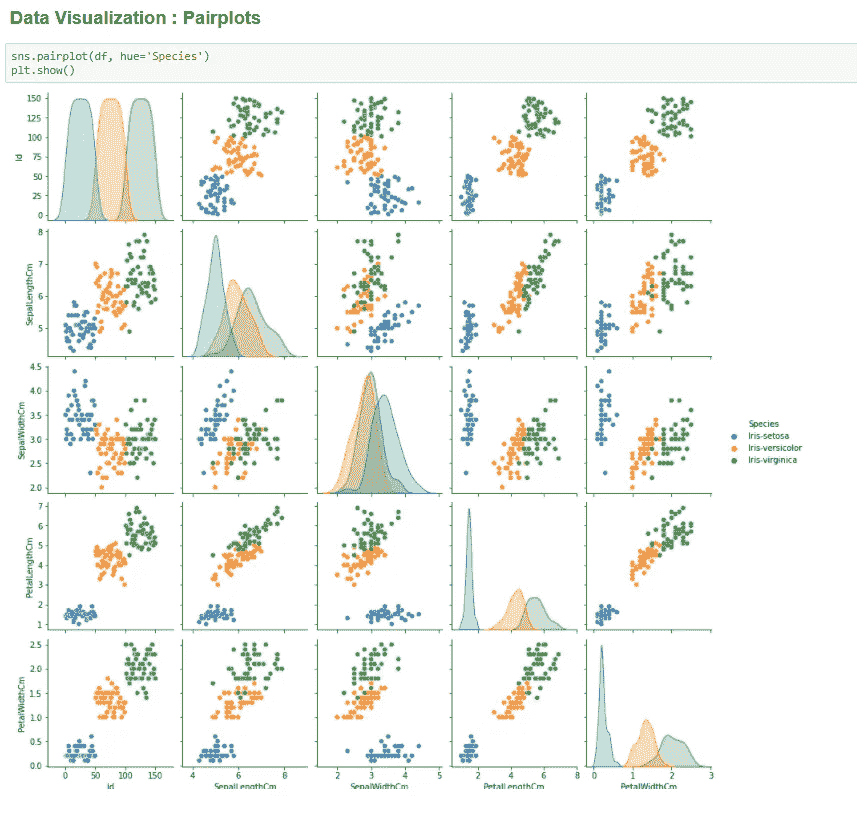 Data Visualization : Pairplots
sns.pairplot(df, hue='Species')
plt.show()
150
125
100
75
50
25
0
Id
8
7
6
5
SepalLengthCm
4.5
4.0
3.5
3.0
2.5
2.0
SepalWidthCm
Species
Iris-setosa
Iris-versicolor
Iris-virginica
7
6
5
4
3
2
1
PetalLengthCm
2.5
2.0
1.5
1.0
0.5
0.0
PetalWidthCm
0 50 100 150
4 6 8
2 3 4 5
2 4 6 8
0 1 2 3
Id SepalLengthCm SepalWidthCm PetalLengthCm PetalWidthCm